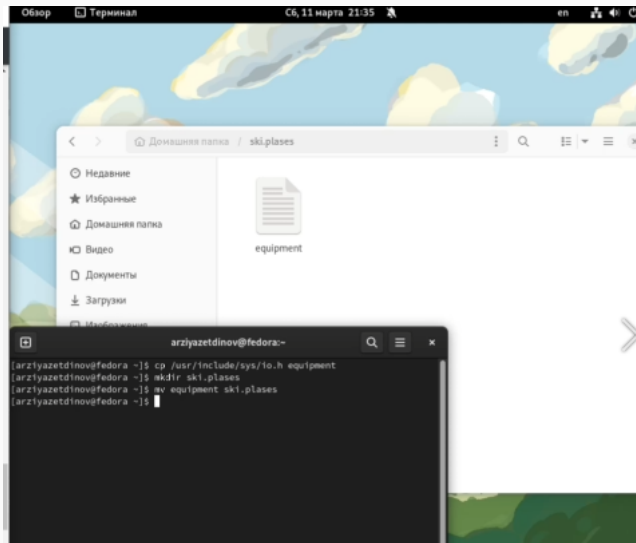 Обзор
Терминал
Сб, 11 марта 21:35
en
Домашняя папка / ski.plases
Недавние
Избранные
Домашняя папка
Видео
Документы
Загрузки
Изображения
equipment
arziyazetdinov@fedora:~
[arziyazetdinov@fedora ~]$ cp /usr/include/sys/io.h equipment
[arziyazetdinov@fedora ~]$ mkdir ski.plases
[arziyazetdinov@fedora ~]$ mv equipment ski.plases
[arziyazetdinov@fedora ~]$